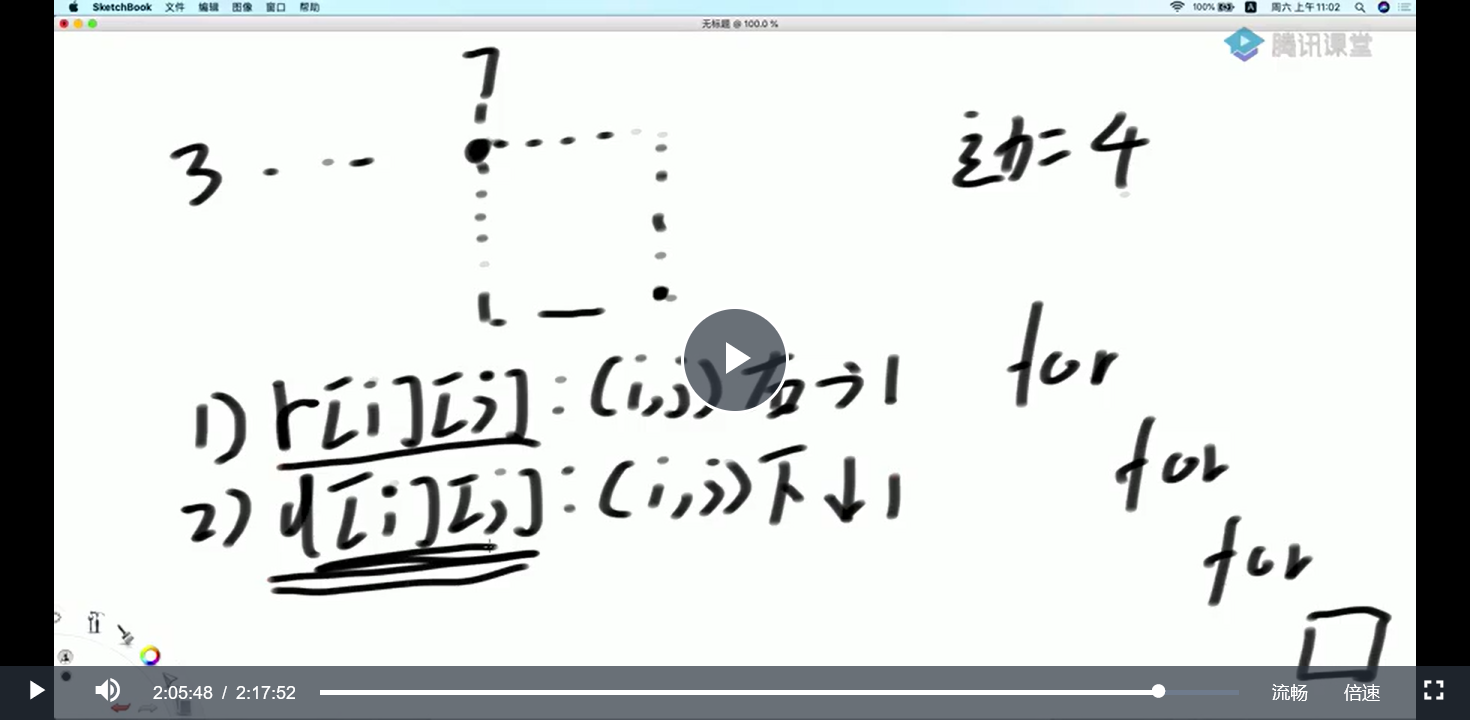 SketchBook 文件 编辑 图像 窗口 帮助 100% A 周六 上午11:02
无标题 @ 100.0 %
腾讯课堂
7
3
边=4
for
for
for
1) r[i][j]:(i,j)右→1
2) d[i][j]:(i,j)下↓1
2:05:48 / 2:17:52 流畅 倍速